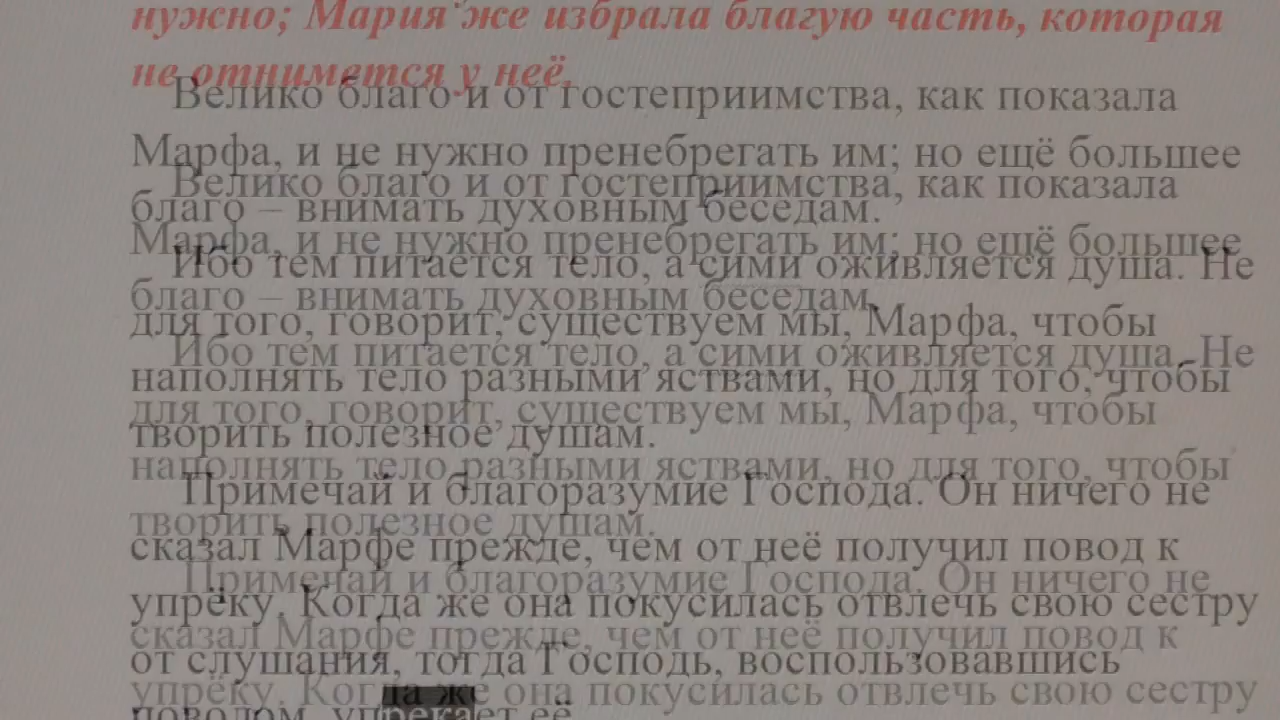 нужно; Мария же избрала благую часть, которая
не отнимется у неё.
Велико благо и от гостеприимства, как показала
Марфа, и не нужно пренебрегать им; но ещё большее
Велико благо и от гостеприимства, как показала
благо – внимать духовным беседам.
Марфа, и не нужно пренебрегать им; но ещё большее
Ибо тем питается тело, а сими оживляется душа. Не
благо – внимать духовным беседам.
для того, говорит, существуем мы, Марфа, чтобы
Ибо тем питается тело, а сими оживляется душа. Не
наполнять тело разными яствами, но для того, чтобы
для того, говорит, существуем мы, Марфа, чтобы
творить полезное душам.
наполнять тело разными яствами, но для того, чтобы
Примечай и благоразумие Господа. Он ничего не
творить полезное душам.
сказал Марфе прежде, чем от неё получил повод к
Примечай и благоразумие Господа. Он ничего не
упрёку. Когда же она покусилась отвлечь свою сестру
сказал Марфе прежде, чем от неё получил повод к
от слушания, тогда Господь, воспользовавшись
упрёку. Когда же она покусилась отвлечь свою сестру
поводом, упрекает её